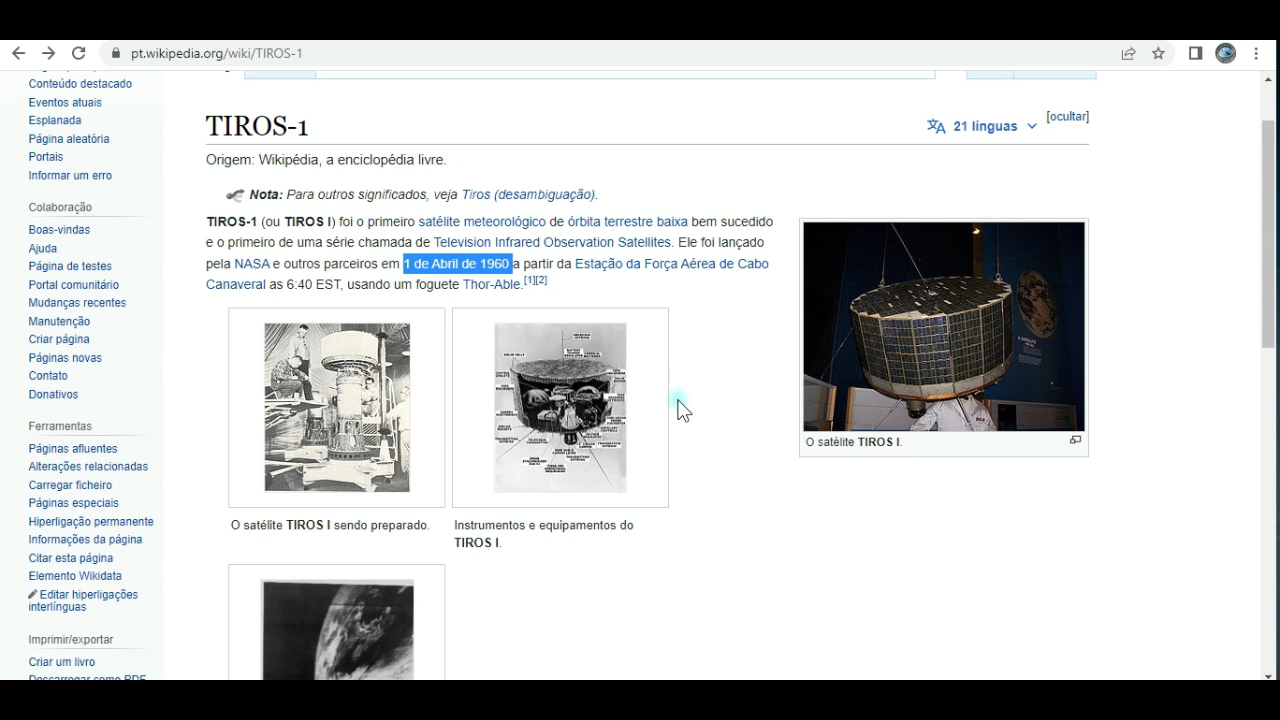 pt.wikipedia.org/wiki/TIROS-1
Conteúdo destacado
Eventos atuais
Esplanada
Página aleatória
Portais
Informar um erro
Colaboração
Boas-vindas
Ajuda
Página de testes
Portal comunitário
Mudanças recentes
Manutenção
Criar página
Páginas novas
Contato
Donativos
Ferramentas
Páginas afluentes
Alterações relacionadas
Carregar ficheiro
Páginas especiais
Hiperligação permanente
Informações da página
Citar esta página
Elemento Wikidata
Editar hiperligações
interlínguas
Imprimir/exportar
Criar um livro
Descarregar como PDF
TIROS-1
21 línguas
[ocultar]
Origem: Wikipédia, a enciclopédia livre.
Nota: Para outros significados, veja Tiros (desambiguação).
TIROS-1 (ou TIROS I) foi o primeiro satélite meteorológico de órbita terrestre baixa bem sucedido
e o primeiro de uma série chamada de Television Infrared Observation Satellites. Ele foi lançado
pela NASA e outros parceiros em 1 de Abril de 1960 a partir da Estação da Força Aérea de Cabo
Canaveral as 6:40 EST, usando um foguete Thor-Able.[1][2]
O satélite TIROS I sendo preparado.
Instrumentos e equipamentos do
TIROS I.
O satélite TIROS I.